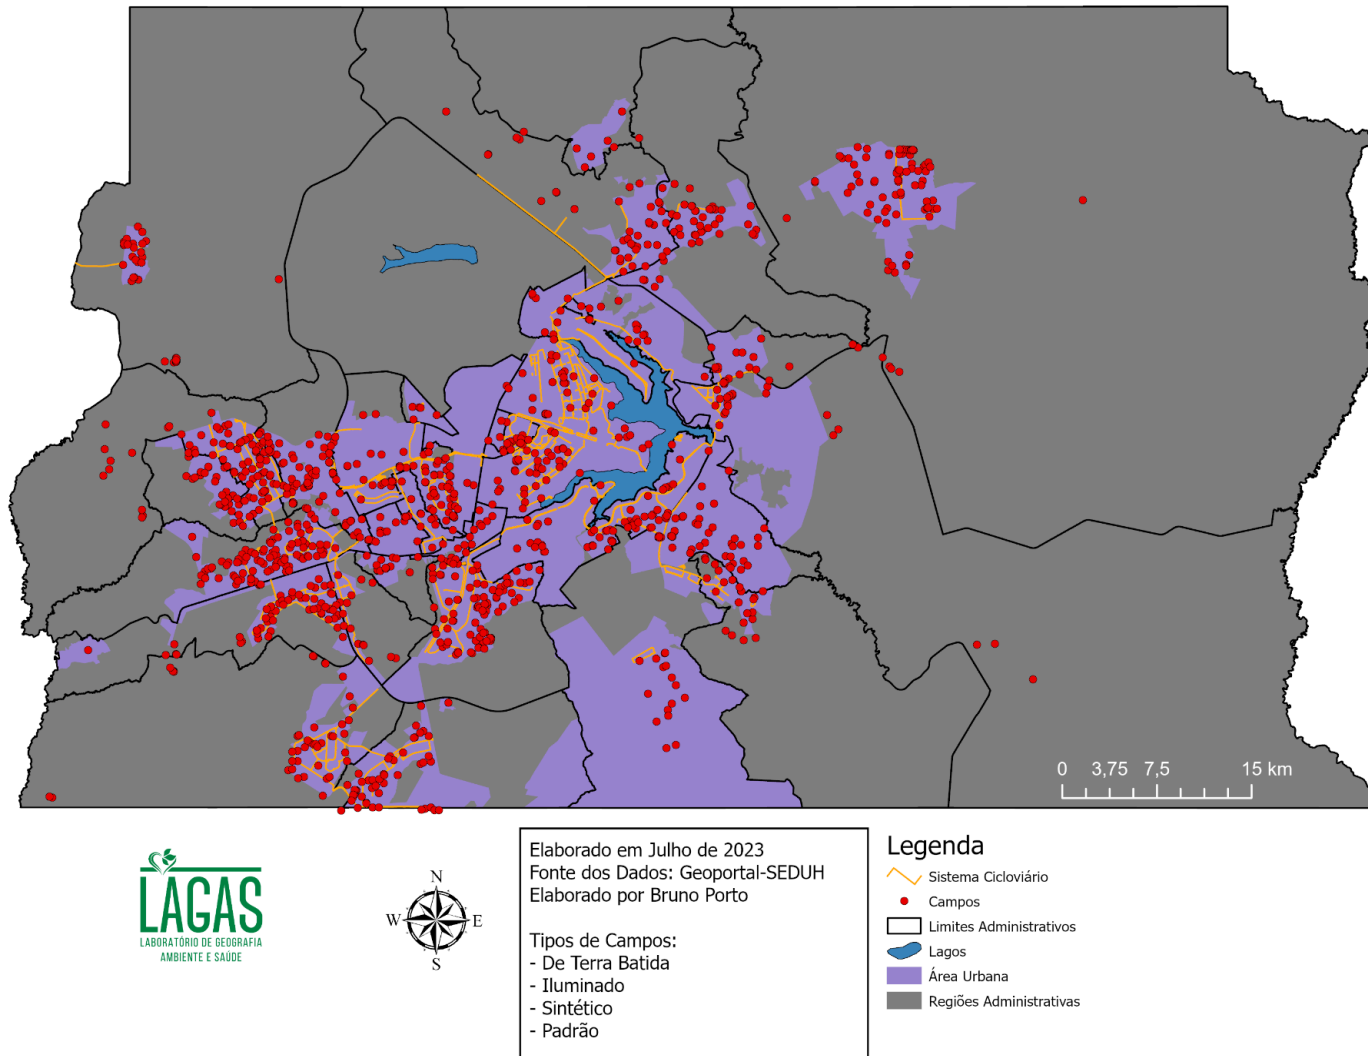 0 3,75 7,5 15 km
LAGAS
LABORATÓRIO DE GEOGRAFIA
AMBIENTE E SAÚDE
N
W E
S
Elaborado em Julho de 2023
Fonte dos Dados: Geoportal-SEDUH
Elaborado por Bruno Porto
Tipos de Campos:
- De Terra Batida
- Iluminado
- Sintético
- Padrão
Legenda
Sistema Cicloviário
Campos
Limites Administrativos
Lagos
Área Urbana
Regiões Administrativas